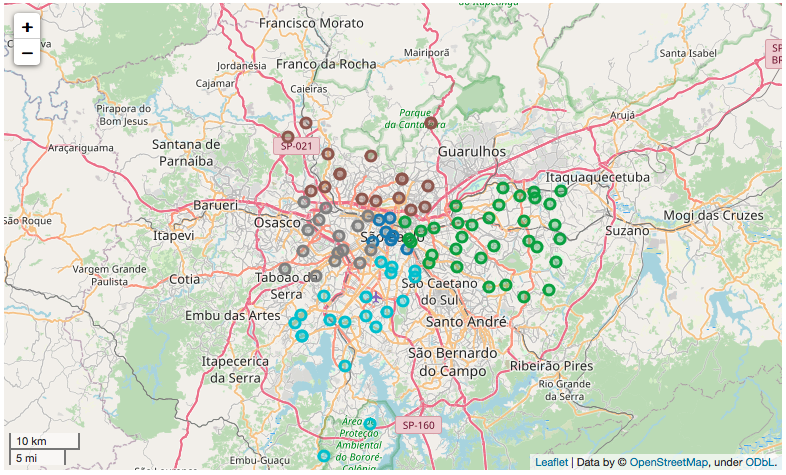 do Itapetinga
Francisco Morato
+
−
Mairiporã
Santa Isabel
Franco da Rocha
Jordanésia
Cajamar
Caieiras
Pirapora do
Bom Jesus
Parque
da Cantareira
Arujá
SP-021
Araçariguama
Santana de
Parnaíba
Guarulhos
Itaquaquecetuba
Barueri
São Roque
Osasco
Mogi das Cruzes
Itapevi
Suzano
Vargem Grande
Paulista
Cotia
Taboão da
Serra
São Caetano
do Sul
Embu das Artes
Santo André
Itapecerica
da Serra
São Bernardo
do Campo
Ribeirão Pires
Rio Grande
da Serra
Área de
Proteção
Ambiental
do Bororé-
Colônia
SP-160
10 km
5 mi
Embu-Guaçu
Leaflet | Data by © OpenStreetMap, under ODbL.